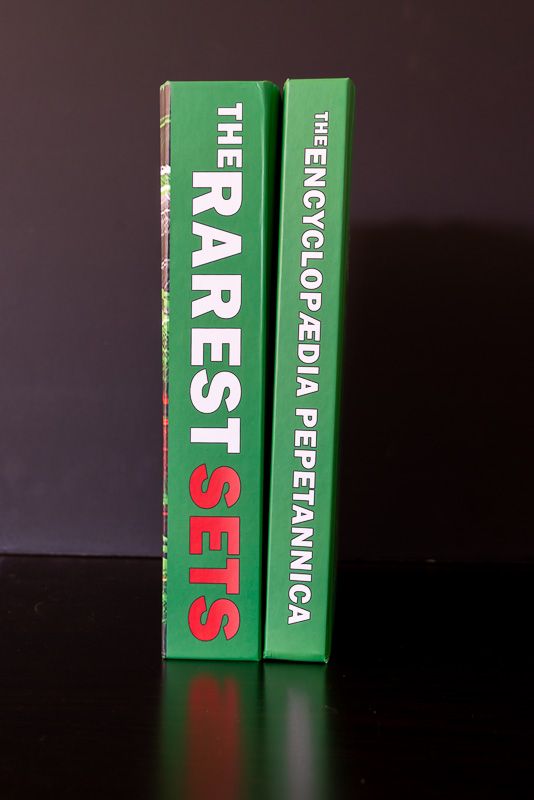 THE RAREST SETS
THE ENCYCLOPÆDIA PEPETANNICA